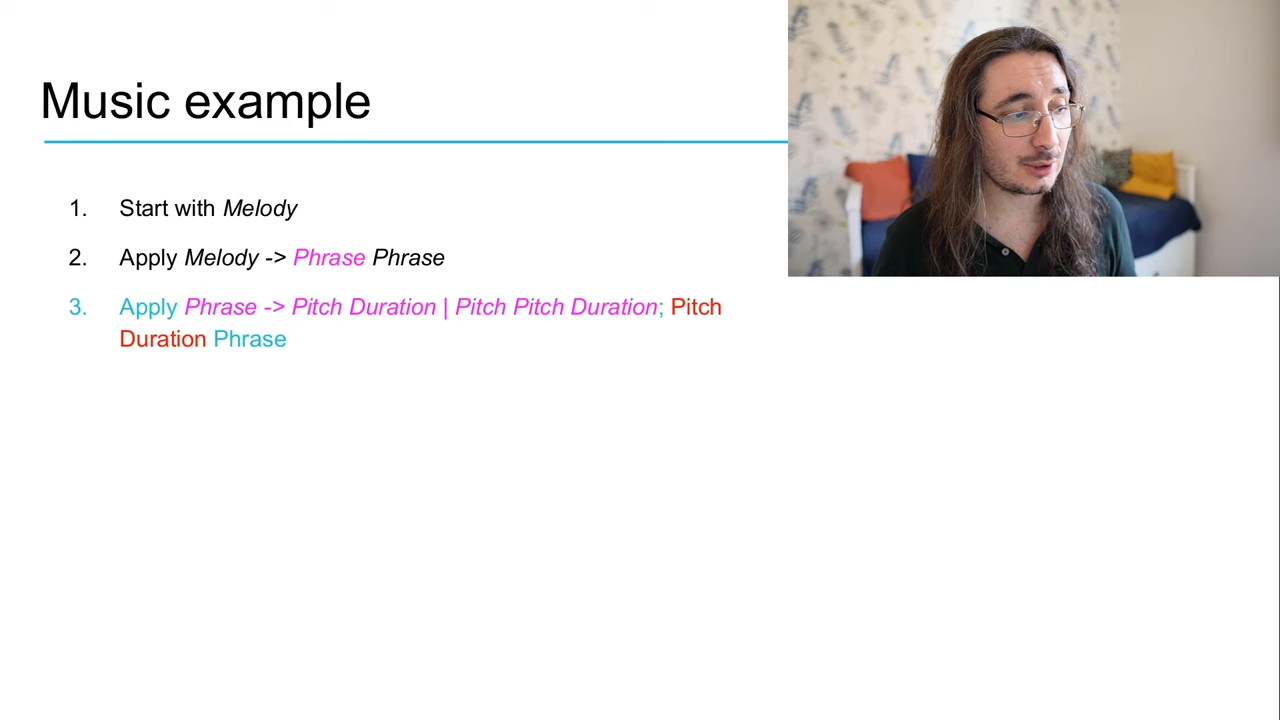 Music example
1. Start with Melody
2. Apply Melody -> Phrase Phrase
3. Apply Phrase -> Pitch Duration | Pitch Pitch Duration; Pitch
Duration Phrase